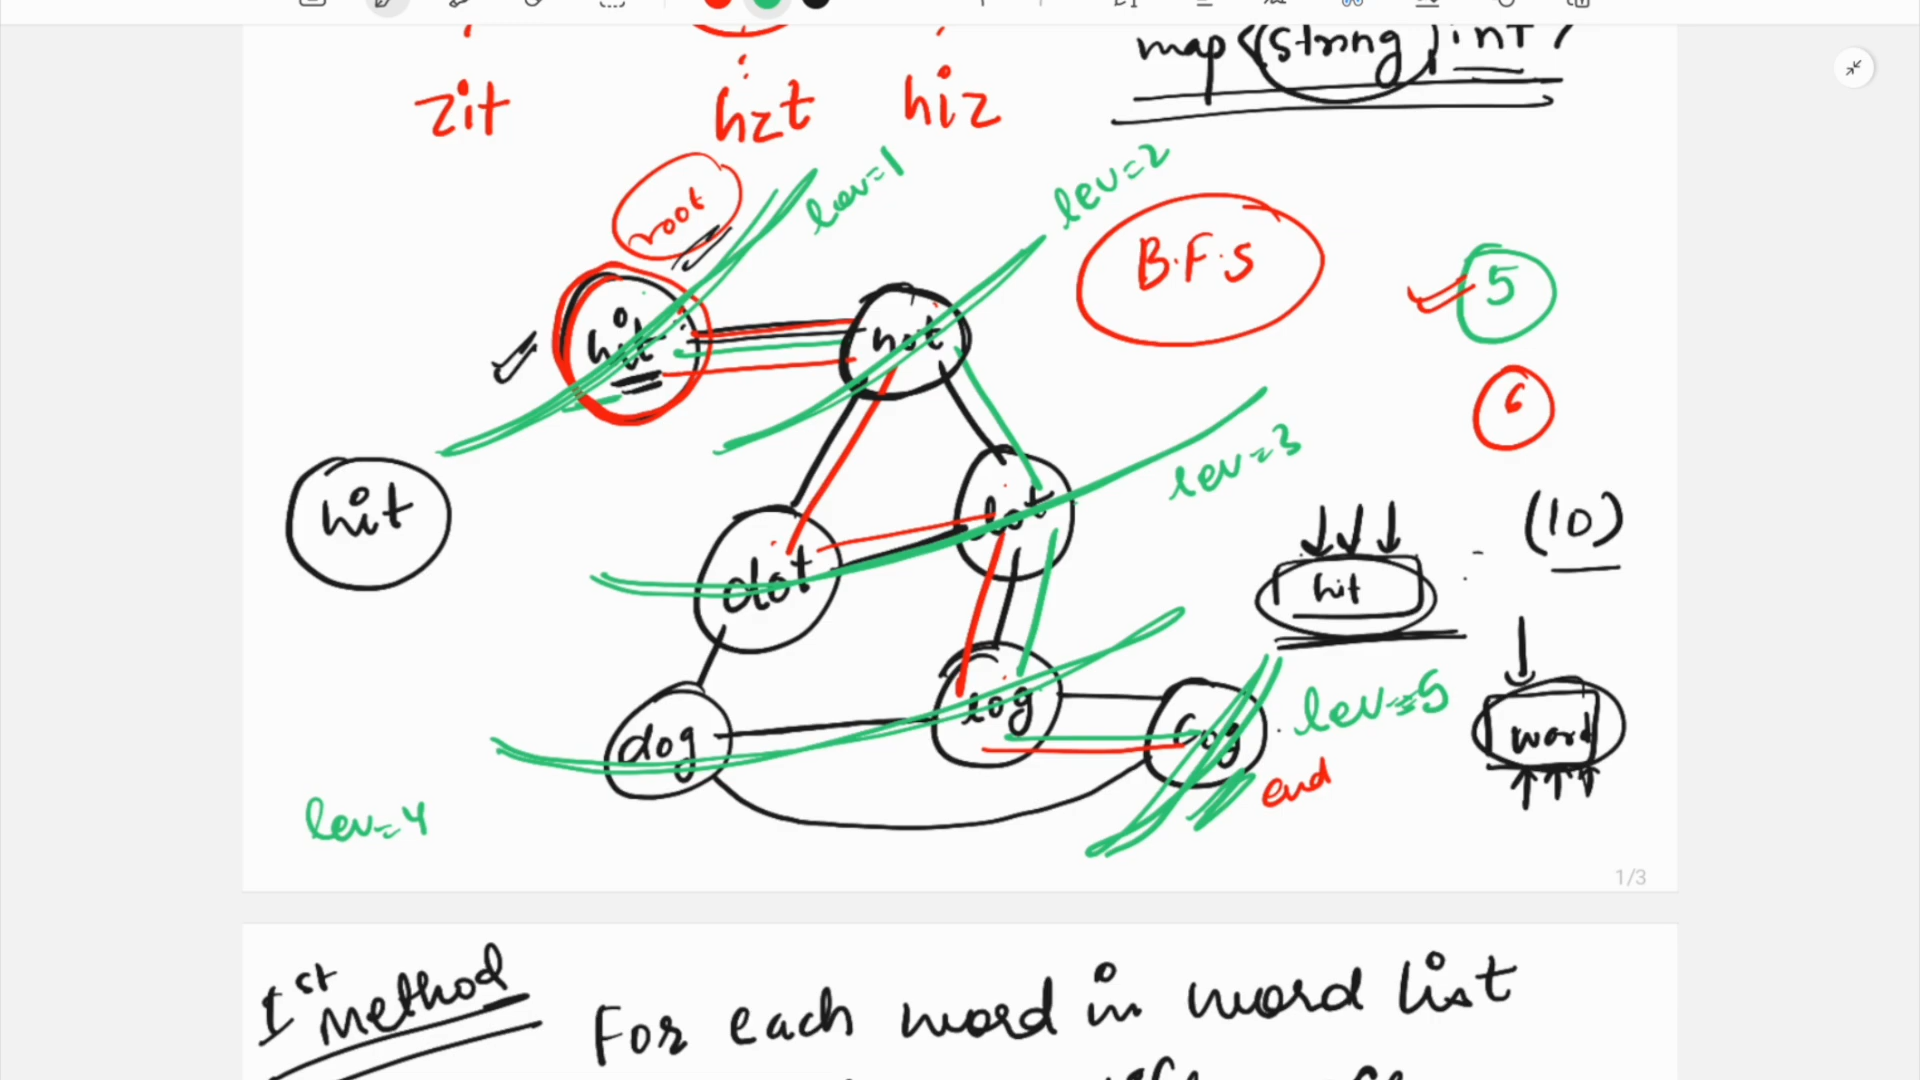 map <(string) int>
zit hzt hiz
root
lev=1
lev=2
B.F.S
5
hit
hot
6
lev=3
hit
lot
(10)
dot
hit
log
lev=5
dog
cog
word
end
lev=4
1/3
1st Method
For each word in word list